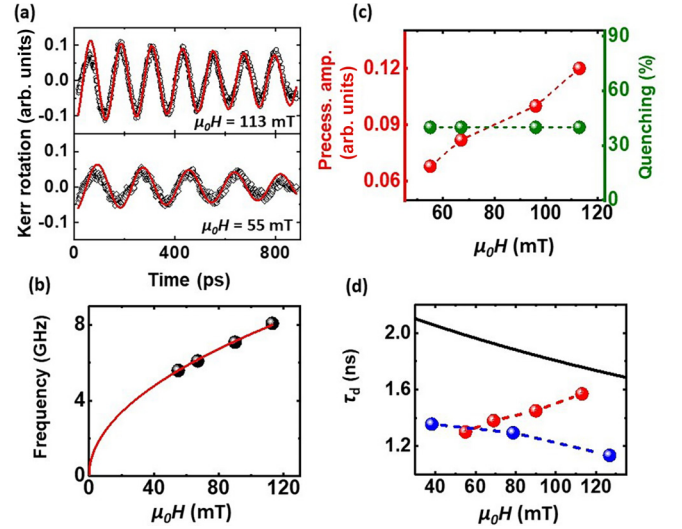 (a)
Kerr rotation (arb. units)
0.1
0.0
-0.1
μ₀H = 113 mT
0.1
0.0
-0.1
μ₀H = 55 mT
0 400 800
Time (ps)
(b)
Frequency (GHz)
8
4
0
0 40 80 120
μ₀H (mT)
(c)
Precess. amp.
(arb. units)
0.12
0.09
0.06
90
60
30
0
Quenching (%)
60 80 100 120
μ₀H (mT)
(d)
τd (ns)
2.0
1.6
1.2
40 60 80 100 120
μ₀H (mT)